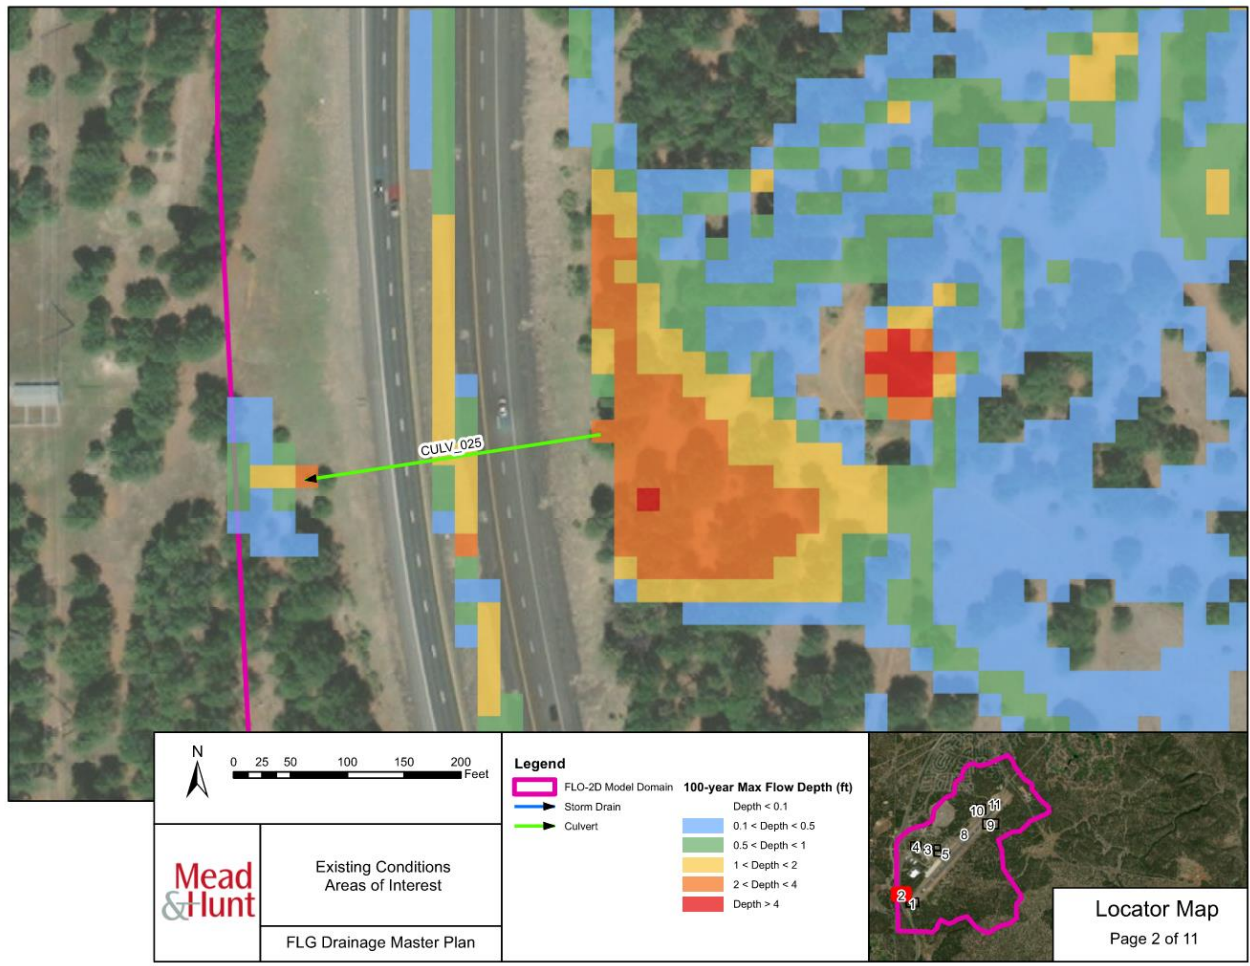 CULV_025
N
0 25 50 100 150 200
Feet
Mead
&Hunt
Existing Conditions
Areas of Interest
FLG Drainage Master Plan
Legend
FLO-2D Model Domain
Storm Drain
Culvert
100-year Max Flow Depth (ft)
Depth < 0.1
0.1 < Depth < 0.5
0.5 < Depth < 1
1 < Depth < 2
2 < Depth < 4
Depth > 4
10 11
9
8
4 3 5
2
1
Locator Map
Page 2 of 11